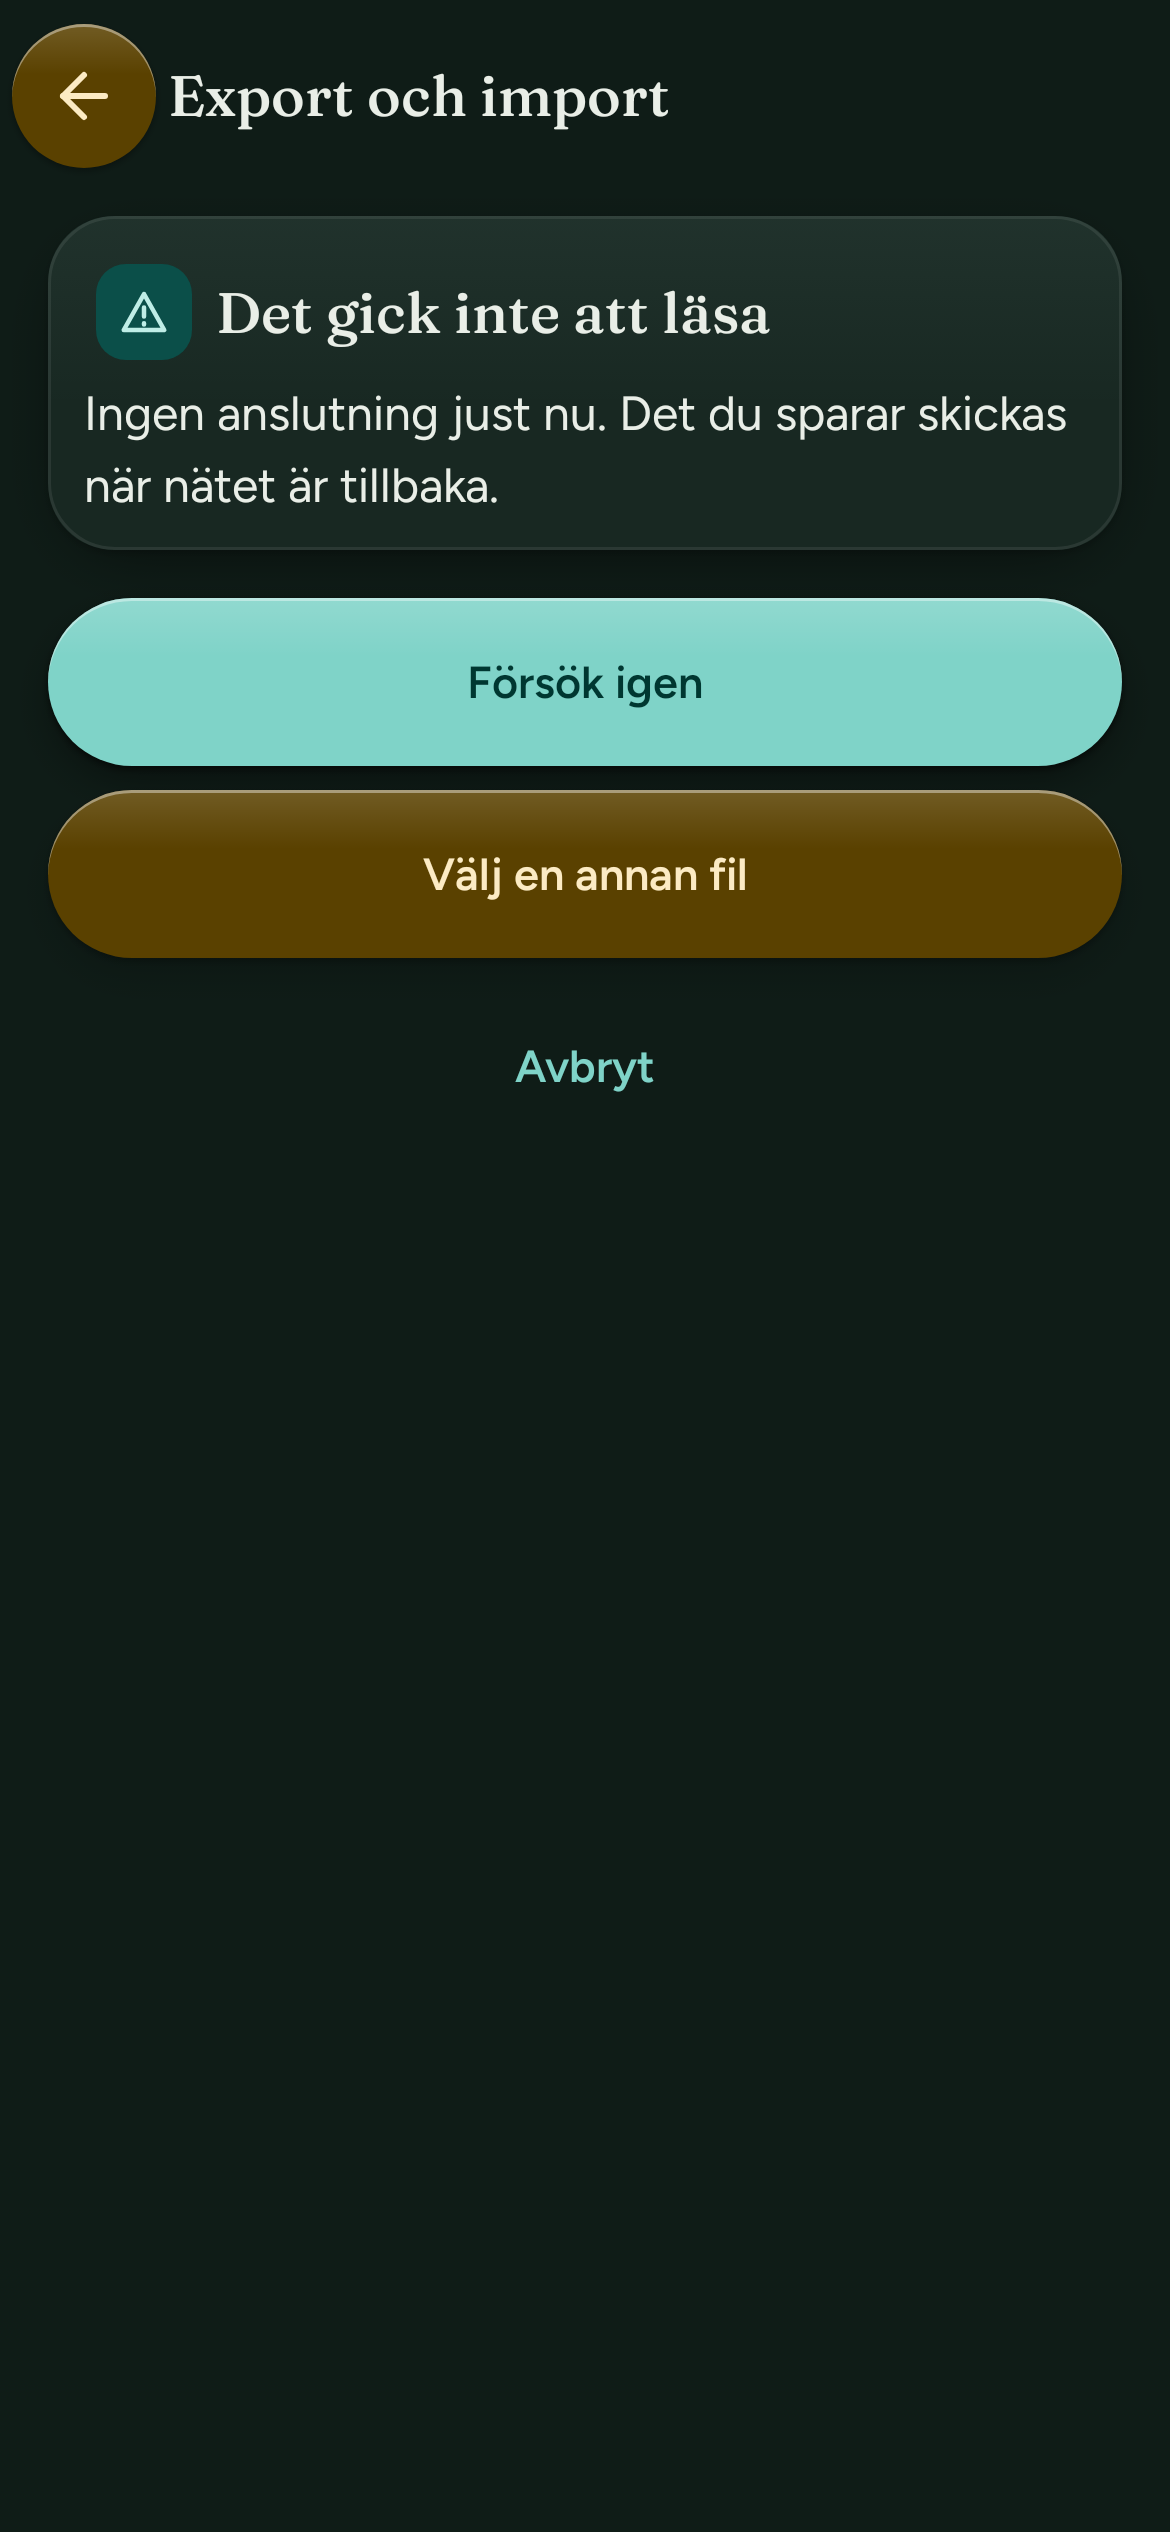 Export och import
Det gick inte att läsa
Ingen anslutning just nu. Det du sparar skickas
när nätet är tillbaka.
Försök igen
Välj en annan fil
Avbryt